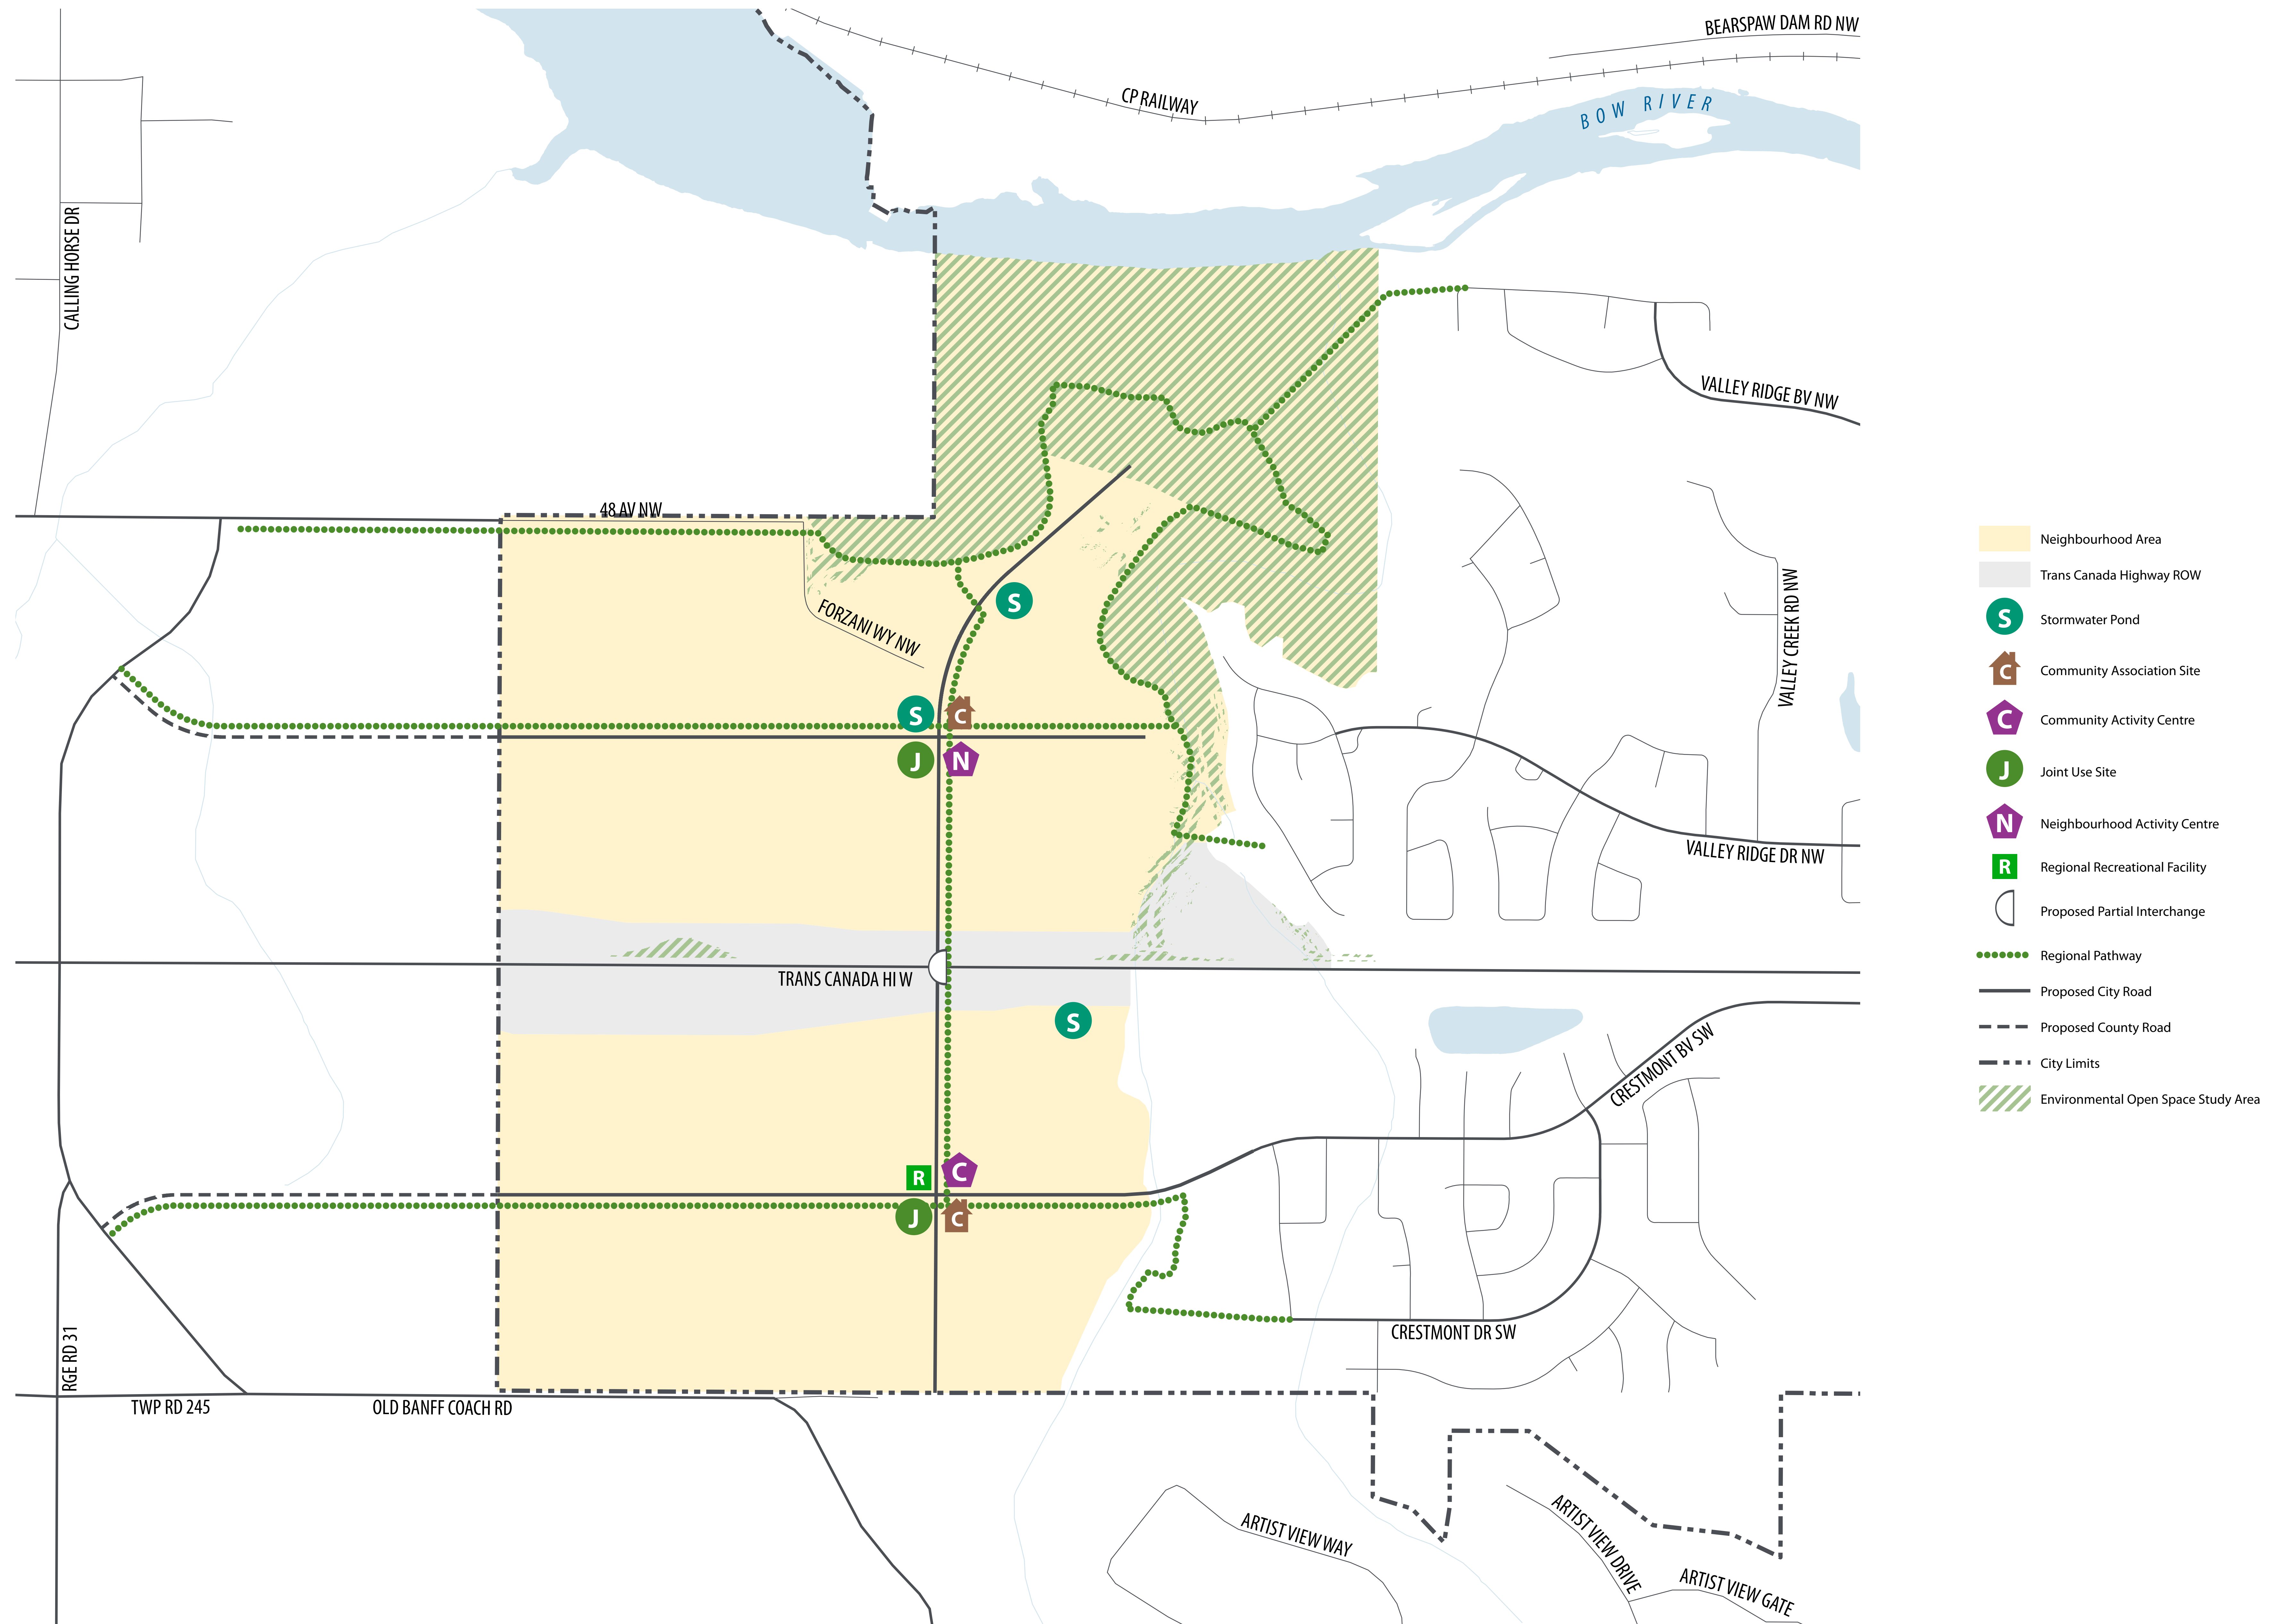 BEARSPAW DAM RD NW
CP RAILWAY
BOW RIVER
CALLING HORSE DR
VALLEY RIDGE BV NW
48 AV NW
FORZANI WY NW
VALLEY CREEK RD NW
S
S
C
J
N
VALLEY RIDGE DR NW
TRANS CANADA HI W
S
CRESTMONT BV SW
R
C
J
C
CRESTMONT DR SW
RGE RD 31
TWP RD 245
OLD BANFF COACH RD
ARTIST VIEW WAY
ARTIST VIEW DRIVE
ARTIST VIEW GATE
Neighbourhood Area
Trans Canada Highway ROW
S Stormwater Pond
C Community Association Site
C Community Activity Centre
J Joint Use Site
N Neighbourhood Activity Centre
R Regional Recreational Facility
Proposed Partial Interchange
Regional Pathway
Proposed City Road
Proposed County Road
City Limits
Environmental Open Space Study Area